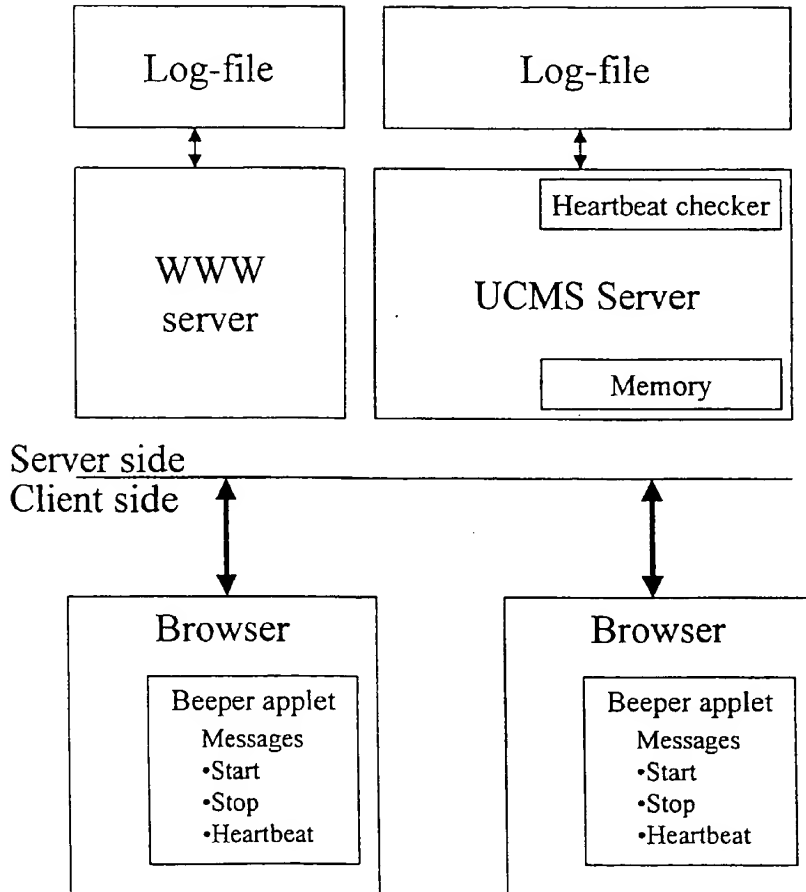 Log-file
Log-file
WWW
server
Heartbeat checker
UCMS Server
Memory
Server side
Client side
Browser
Beeper applet
Messages
•Start
•Stop
•Heartbeat
Browser
Beeper applet
Messages
•Start
•Stop
•Heartbeat